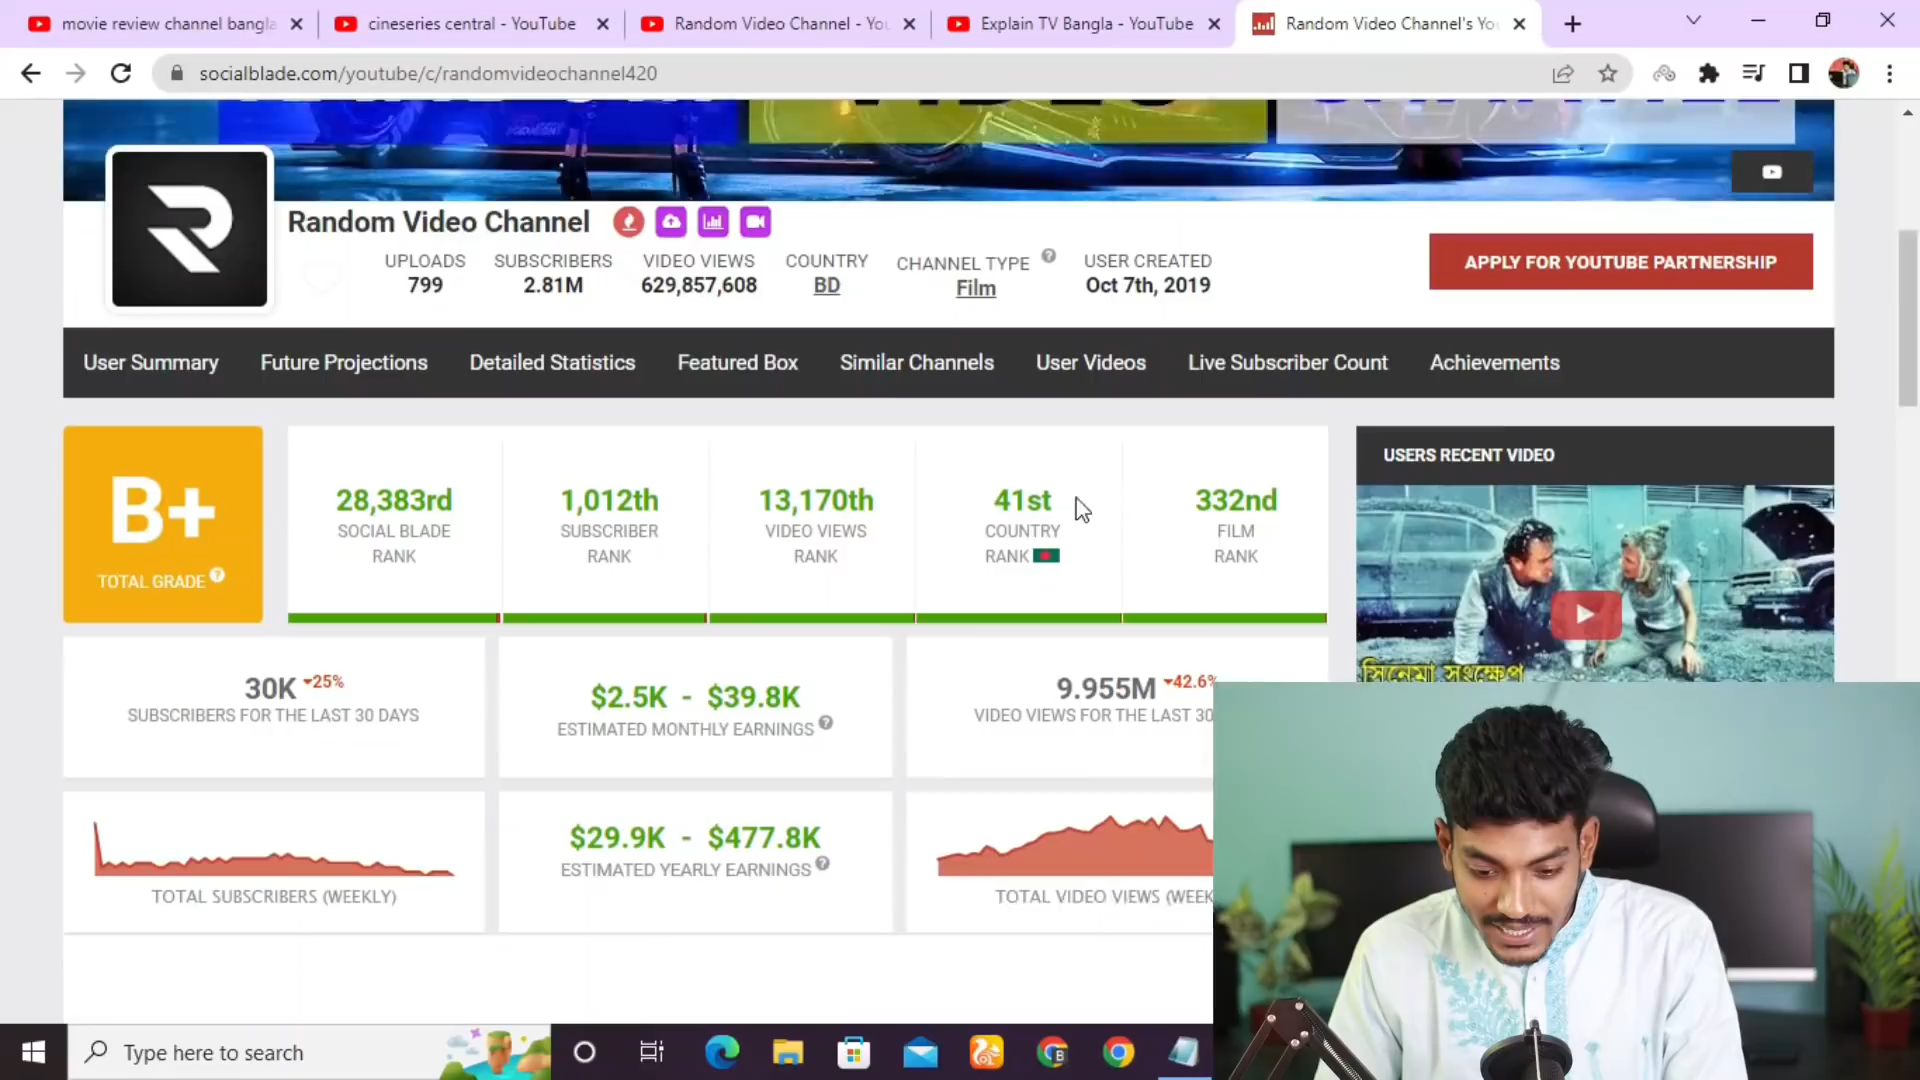 movie review channel bangla
cineseries central - YouTube
Random Video Channel - You
Explain TV Bangla - YouTube
Random Video Channel's You
socialblade.com/youtube/c/randomvideochannel420
Random Video Channel
UPLOADS
799
SUBSCRIBERS
2.81M
VIDEO VIEWS
629,857,608
COUNTRY
BD
CHANNEL TYPE
Film
USER CREATED
Oct 7th, 2019
APPLY FOR YOUTUBE PARTNERSHIP
User Summary
Future Projections
Detailed Statistics
Featured Box
Similar Channels
User Videos
Live Subscriber Count
Achievements
B+
TOTAL GRADE
28,383rd
SOCIAL BLADE
RANK
1,012th
SUBSCRIBER
RANK
13,170th
VIDEO VIEWS
RANK
41st
COUNTRY
RANK
332nd
FILM
RANK
USERS RECENT VIDEO
সিনেমা সংক্ষেপ
30K 25%
SUBSCRIBERS FOR THE LAST 30 DAYS
$2.5K - $39.8K
ESTIMATED MONTHLY EARNINGS
9.955M 42.6%
VIDEO VIEWS FOR THE LAST 30
TOTAL SUBSCRIBERS (WEEKLY)
$29.9K - $477.8K
ESTIMATED YEARLY EARNINGS
TOTAL VIDEO VIEWS (WEEK
Type here to search